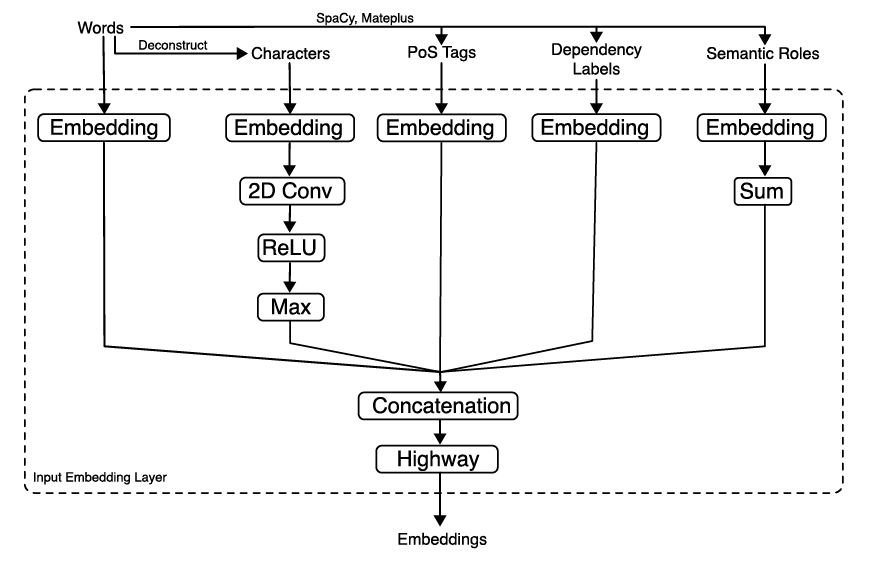 SpaCy, Mateplus
Words
Deconstruct
Characters
PoS Tags
Dependency
Labels
Semantic Roles
Embedding
Embedding
Embedding
Embedding
Embedding
2D Conv
Sum
ReLU
Max
Concatenation
Highway
Input Embedding Layer
Embeddings